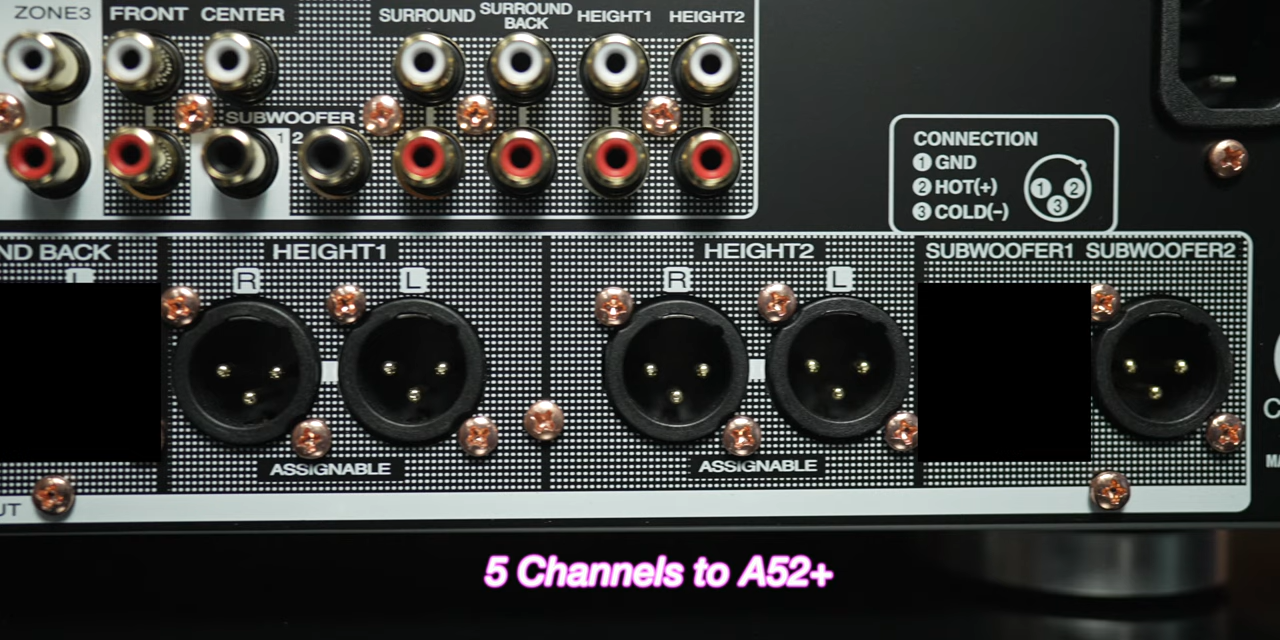 ZONE3 FRONT CENTER SURROUND SURROUND BACK HEIGHT1 HEIGHT2
SUBWOOFER
1 2
CONNECTION
1 GND
2 HOT(+)
3 COLD(-)
1 2
3
ND BACK HEIGHT1 HEIGHT2 SUBWOOFER1 SUBWOOFER2
L R L R L
ASSIGNABLE ASSIGNABLE
UT
C
MA
5 Channels to A52+